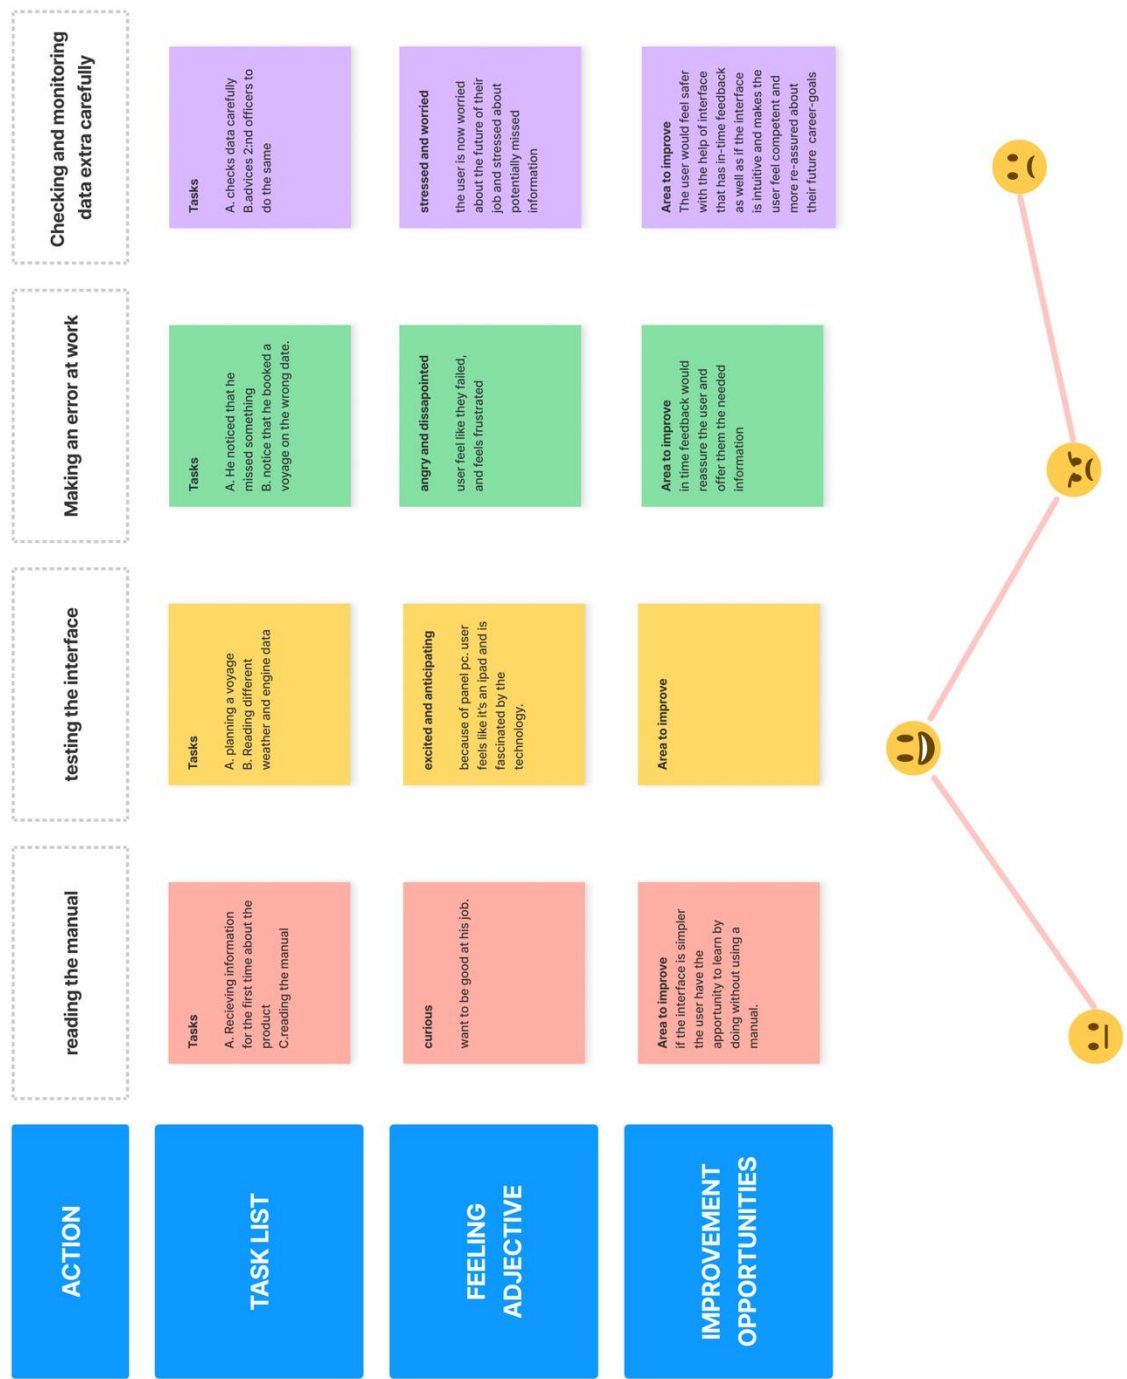 ACTION
reading the manual
testing the interface
Making an error at work
Checking and monitoring
data extra carefully
TASK LIST
Tasks
A. Recieving information
for the first time about the
product
C.reading the manual
Tasks
A. planning a voyage
B. Reading different
weather and engine data
Tasks
A. He noticed that he
missed something
B. notice that he booked a
voyage on the wrong date.
Tasks
A. checks data carefully
B.advices 2:nd officers to
do the same
FEELING
ADJECTIVE
curious
want to be good at his job.
excited and anticipating
because of panel pc. user
feels like it's an ipad and is
fascinated by the
technology.
angry and dissapointed
user feel like they failed,
and feels frustrated
stressed and worried
the user is now worried
about the future of their
job and stressed about
potentially missed
information
IMPROVEMENT
OPPORTUNITIES
Area to improve
if the interface is simpler
the user have the
apportunity to learn by
doing without using a
manual.
Area to improve
Area to improve
in time feedback would
reassure the user and
offer them the needed
information
Area to improve
The user would feel safer
with the help of interface
that has in-time feedback
as well as if the interface
is intuitive and makes the
user feel competent and
more re-assured about
their future  career-goals